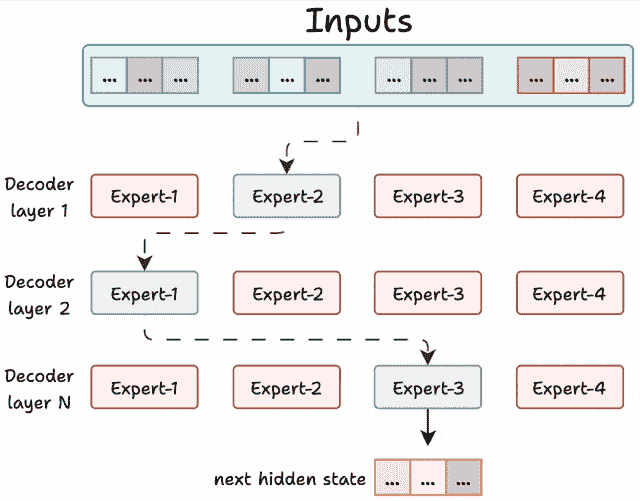 Inputs
... ... ... ... ... ... ... ... ... ... ... ...
Decoder
layer 1
Expert-1 Expert-2 Expert-3 Expert-4
Decoder
layer 2
Expert-1 Expert-2 Expert-3 Expert-4
Decoder
layer N
Expert-1 Expert-2 Expert-3 Expert-4
next hidden state ... ... ...